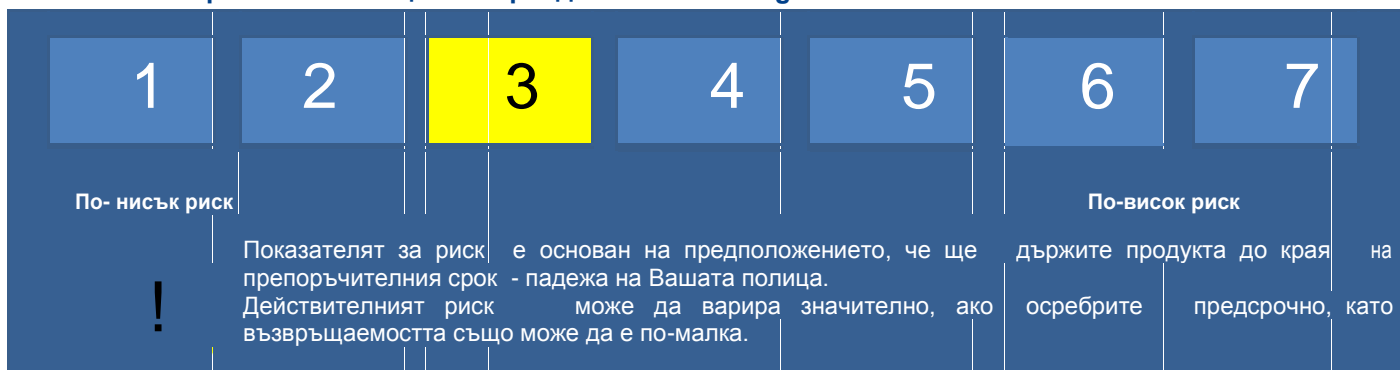 1 2 3 4 5 6 7
По- нисък риск По-висок риск
Показателят за риск е основан на предположението, че ще държите продукта до края на
препоръчителния срок - падежа на Вашата полица.
! Действителният риск може да варира значително, ако осребрите предсрочно, като
възвръщаемостта също може да е по-малка.